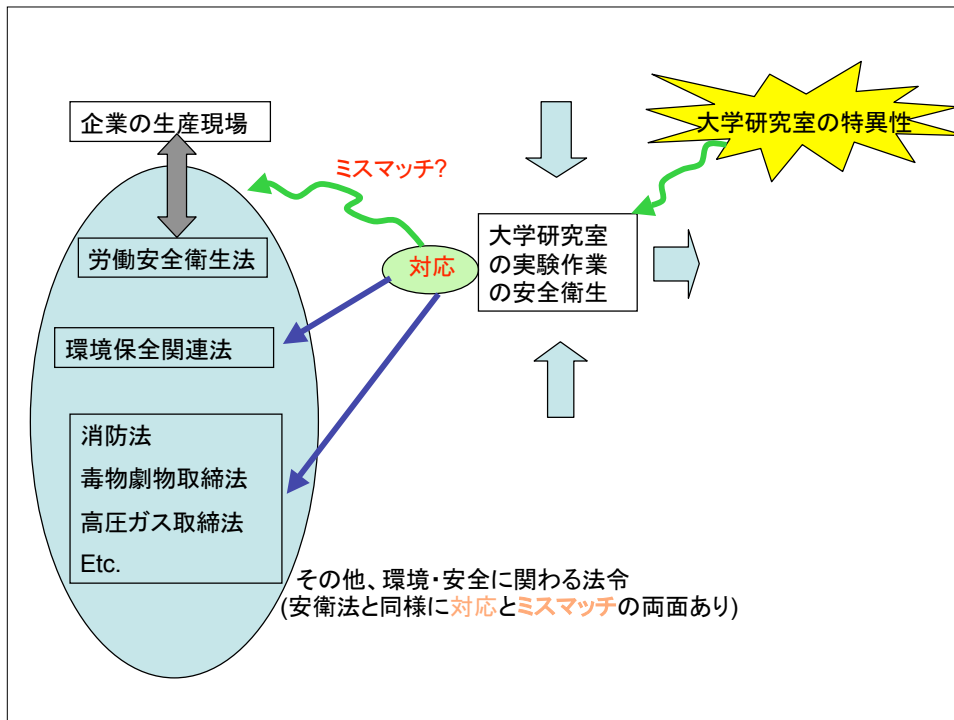 企業の生産現場
大学研究室の特異性
ミスマッチ?
労働安全衛生法
対応
大学研究室
の実験作業
の安全衛生
環境保全関連法
消防法
毒物劇物取締法
高圧ガス取締法
Etc.
その他、環境・安全に関わる法令
(安衛法と同様に対応とミスマッチの両面あり)